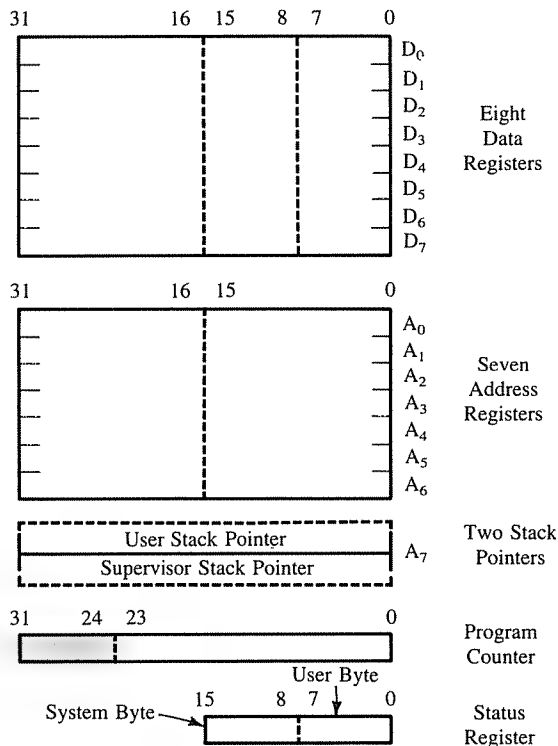 31 16 15 8 7 0
D₀
D₁
D₂
D₃
D₄
D₅
D₆
D₇
Eight
Data
Registers
31 16 15 0
A₀
A₁
A₂
A₃
A₄
A₅
A₆
Seven
Address
Registers
User Stack Pointer
Supervisor Stack Pointer
A₇
Two Stack
Pointers
31 24 23 0
Program
Counter
User Byte
15 8 7 0
System Byte
Status
Register